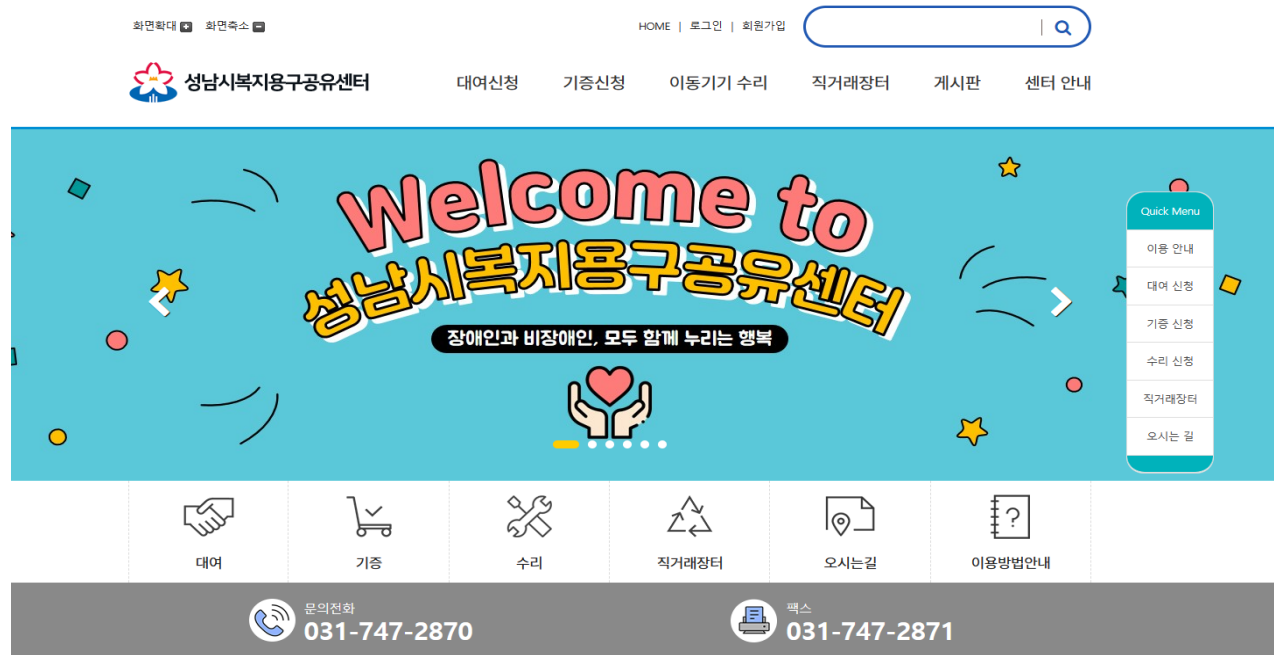 화면확대 화면축소
HOME | 로그인 | 회원가입
성남시복지용구공유센터
대여신청 기증신청 이동기기 수리 직거래장터 게시판 센터 안내
Welcome to
성남시복지용구공유센터
장애인과 비장애인, 모두 함께 누리는 행복
Quick Menu
이용 안내
대여 신청
기증 신청
수리 신청
직거래장터
오시는 길
대여 기증 수리 직거래장터 오시는길 이용방법안내
문의전화
031-747-2870
팩스
031-747-2871